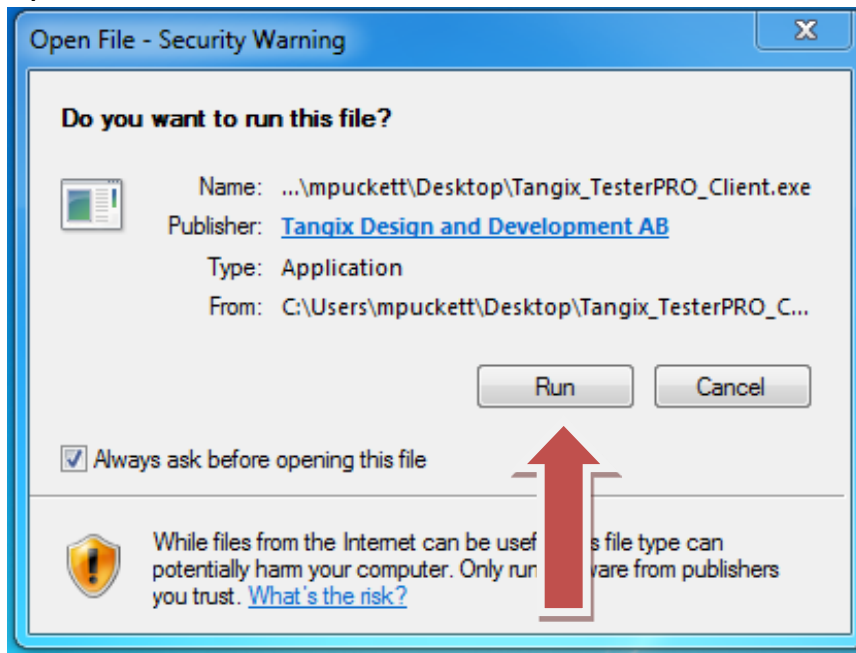 Open File - Security Warning
Do you want to run this file?
Name: ...\mpuckett\Desktop\Tangix_TesterPRO_Client.exe
Publisher: Tangix Design and Development AB
Type: Application
From: C:\Users\mpuckett\Desktop\Tangix_TesterPRO_C...
Run Cancel
Always ask before opening this file
While files from the Internet can be file type can
potentially harm your computer. Only run from publishers
you trust. What's the risk?